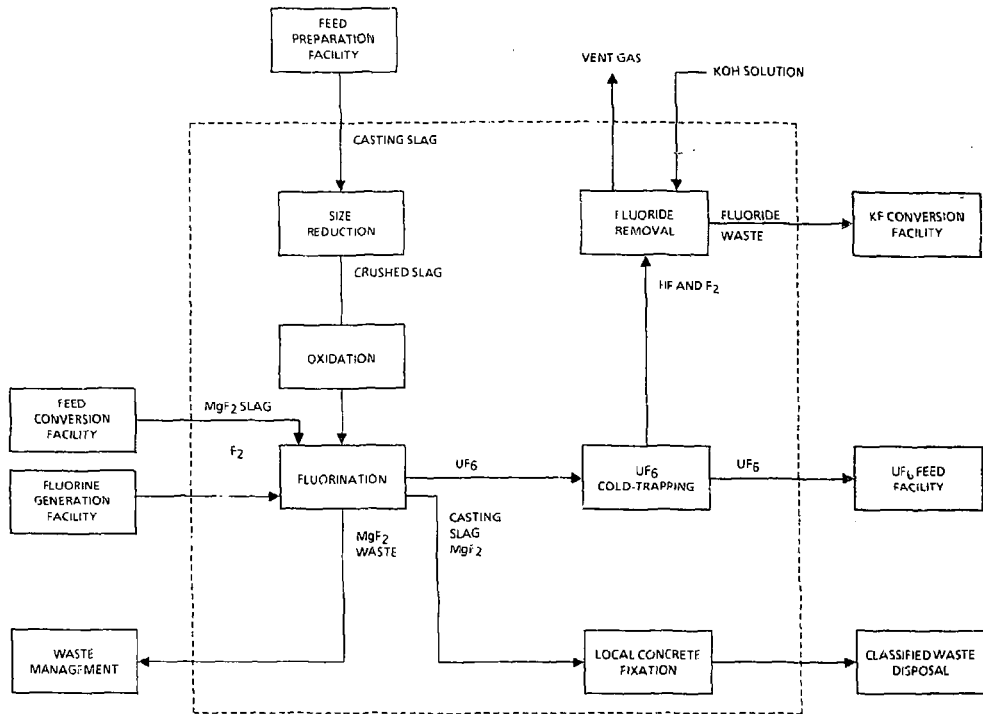 FEED
PREPARATION
FACILITY
VENT GAS
KOH SOLUTION
CASTING SLAG
SIZE
REDUCTION
FLUORIDE
REMOVAL
FLUORIDE
WASTE
KF CONVERSION
FACILITY
CRUSHED SLAG
HF AND F2
OXIDATION
FEED
CONVERSION
FACILITY
MgF2 SLAG
F2
FLUORINE
GENERATION
FACILITY
FLUORINATION
UF6
UF6
COLD-TRAPPING
UF6
UF6 FEED
FACILITY
MgF2
WASTE
CASTING
SLAG
MgF2
WASTE
MANAGEMENT
LOCAL CONCRETE
FIXATION
CLASSIFIED WASTE
DISPOSAL